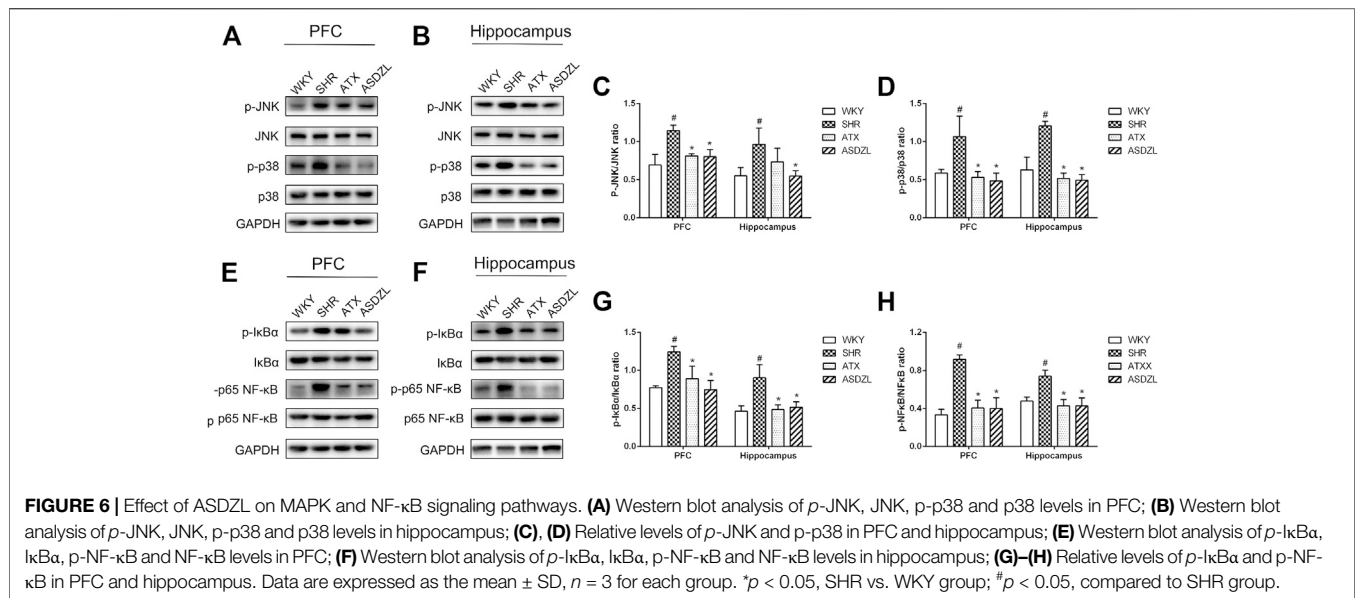 A
PFC
WKY
SHR
ATX
ASDZL
p-JNK
JNK
p-p38
p38
GAPDH
B
Hippocampus
WKY
SHR
ATX
ASDZL
p-JNK
JNK
p-p38
p38
GAPDH
C
P-JNK/JNK ratio
1.5
1.0
0.5
0.0
PFC
Hippocampus
#
*
*
#
*
WKY
SHR
ATX
ASDZL
D
p-p38/p38 ratio
1.5
1.0
0.5
0.0
PFC
Hippocampus
#
*
*
#
*
*
WKY
SHR
ATX
ASDZL
E
PFC
WKY
SHR
ATX
ASDZL
p-IκBα
IκBα
-p65 NF-κB
p p65 NF-κB
GAPDH
F
Hippocampus
WKY
SHR
ATX
ASDZL
p-IκBα
IκBα
p-p65 NF-κB
p65 NF-κB
GAPDH
G
p-IκBα/IκBα ratio
1.5
1.0
0.5
0.0
PFC
Hippocampus
#
*
*
#
*
*
WKY
SHR
ATX
ASDZL
H
p-NFκB/NFκB ratio
1.2
0.8
0.4
0.0
PFC
Hippocampus
#
*
*
#
*
*
WKY
SHR
ATXX
ASDZL
FIGURE 6 | Effect of ASDZL on MAPK and NF-κB signaling pathways. (A) Western blot analysis of p-JNK, JNK, p-p38 and p38 levels in PFC; (B) Western blot
analysis of p-JNK, JNK, p-p38 and p38 levels in hippocampus; (C), (D) Relative levels of p-JNK and p-p38 in PFC and hippocampus; (E) Western blot analysis of p-IκBα,
IκBα, p-NF-κB and NF-κB levels in PFC; (F) Western blot analysis of p-IκBα, IκBα, p-NF-κB and NF-κB levels in hippocampus; (G)–(H) Relative levels of p-IκBα and p-NF-
κB in PFC and hippocampus. Data are expressed as the mean ± SD, n = 3 for each group. *p < 0.05, SHR vs. WKY group; #p < 0.05, compared to SHR group.